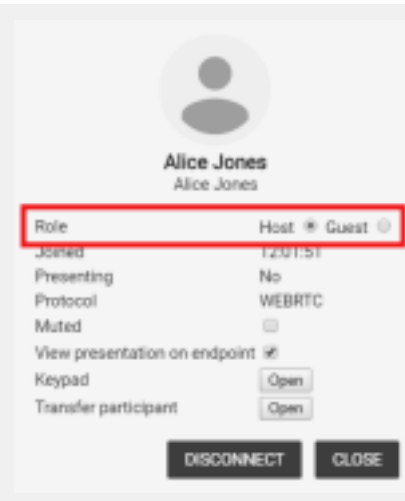 Alice Jones
Alice Jones
Role Host Guest
Joined 12:01:51
Presenting No
Protocol WEBRTC
Muted
View presentation on endpoint
Keypad Open
Transfer participant Open
DISCONNECT CLOSE